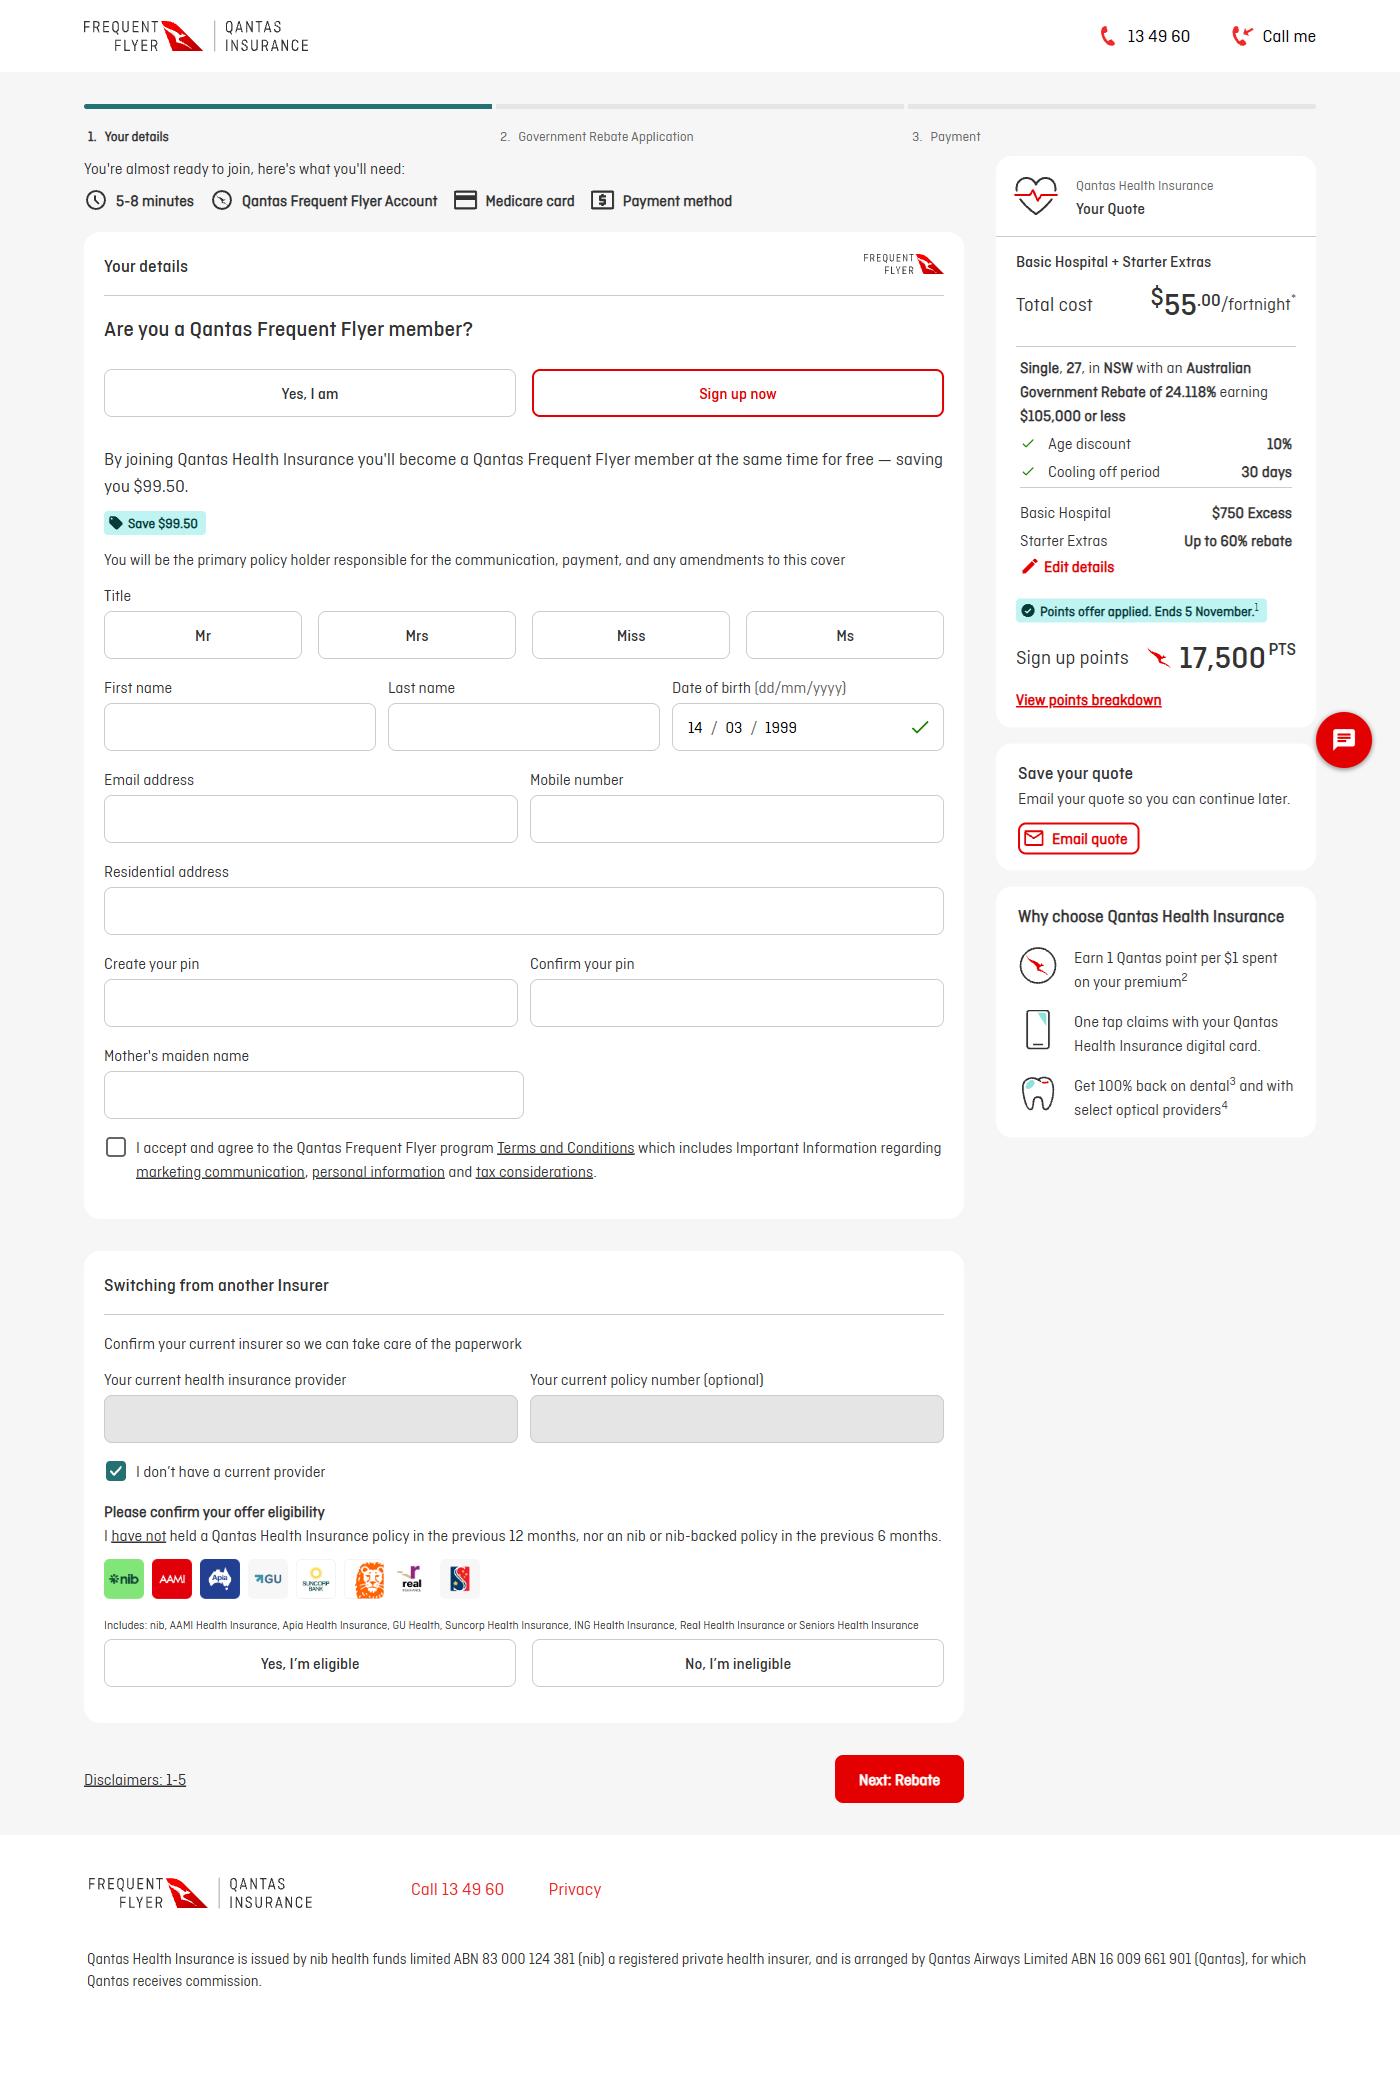 FREQUENT FLYER
QANTAS INSURANCE
13 49 60
Call me
1. Your details
2. Government Rebate Application
3. Payment
You're almost ready to join, here's what you'll need:
5-8 minutes
Qantas Frequent Flyer Account
Medicare card
Payment method
Your details
FREQUENT FLYER
Are you a Qantas Frequent Flyer member?
Yes, I am
Sign up now
By joining Qantas Health Insurance you'll become a Qantas Frequent Flyer member at the same time for free — saving
you $99.50.
Save $99.50
You will be the primary policy holder responsible for the communication, payment, and any amendments to this cover
Title
Mr
Mrs
Miss
Ms
First name
Last name
Date of birth (dd/mm/yyyy)
14 / 03 / 1999
Email address
Mobile number
Residential address
Create your pin
Confirm your pin
Mother's maiden name
I accept and agree to the Qantas Frequent Flyer program Terms and Conditions which includes Important Information regarding
marketing communication, personal information and tax considerations.
Switching from another Insurer
Confirm your current insurer so we can take care of the paperwork
Your current health insurance provider
Your current policy number (optional)
I don't have a current provider
Please confirm your offer eligibility
I have not held a Qantas Health Insurance policy in the previous 12 months, nor an nib or nib-backed policy in the previous 6 months.
nib
AAMI
Apia
GU
SUNCORP BANK
real
Includes: nib, AAMI Health Insurance, Apia Health Insurance, GU Health, Suncorp Health Insurance, ING Health Insurance, Real Health Insurance or Seniors Health Insurance
Yes, I'm eligible
No, I'm ineligible
Disclaimers: 1-5
Next: Rebate
Qantas Health Insurance
Your Quote
Basic Hospital + Starter Extras
Total cost
$55.00/fortnight*
Single, 27, in NSW with an Australian
Government Rebate of 24.118% earning
$105,000 or less
Age discount 10%
Cooling off period 30 days
Basic Hospital $750 Excess
Starter Extras Up to 60% rebate
Edit details
Points offer applied. Ends 5 November.1
Sign up points 17,500 PTS
View points breakdown
Save your quote
Email your quote so you can continue later.
Email quote
Why choose Qantas Health Insurance
Earn 1 Qantas point per $1 spent
on your premium2
One tap claims with your Qantas
Health Insurance digital card.
Get 100% back on dental3 and with
select optical providers4
FREQUENT FLYER
QANTAS INSURANCE
Call 13 49 60
Privacy
Qantas Health Insurance is issued by nib health funds limited ABN 83 000 124 381 (nib) a registered private health insurer, and is arranged by Qantas Airways Limited ABN 16 009 661 901 (Qantas), for which
Qantas receives commission.